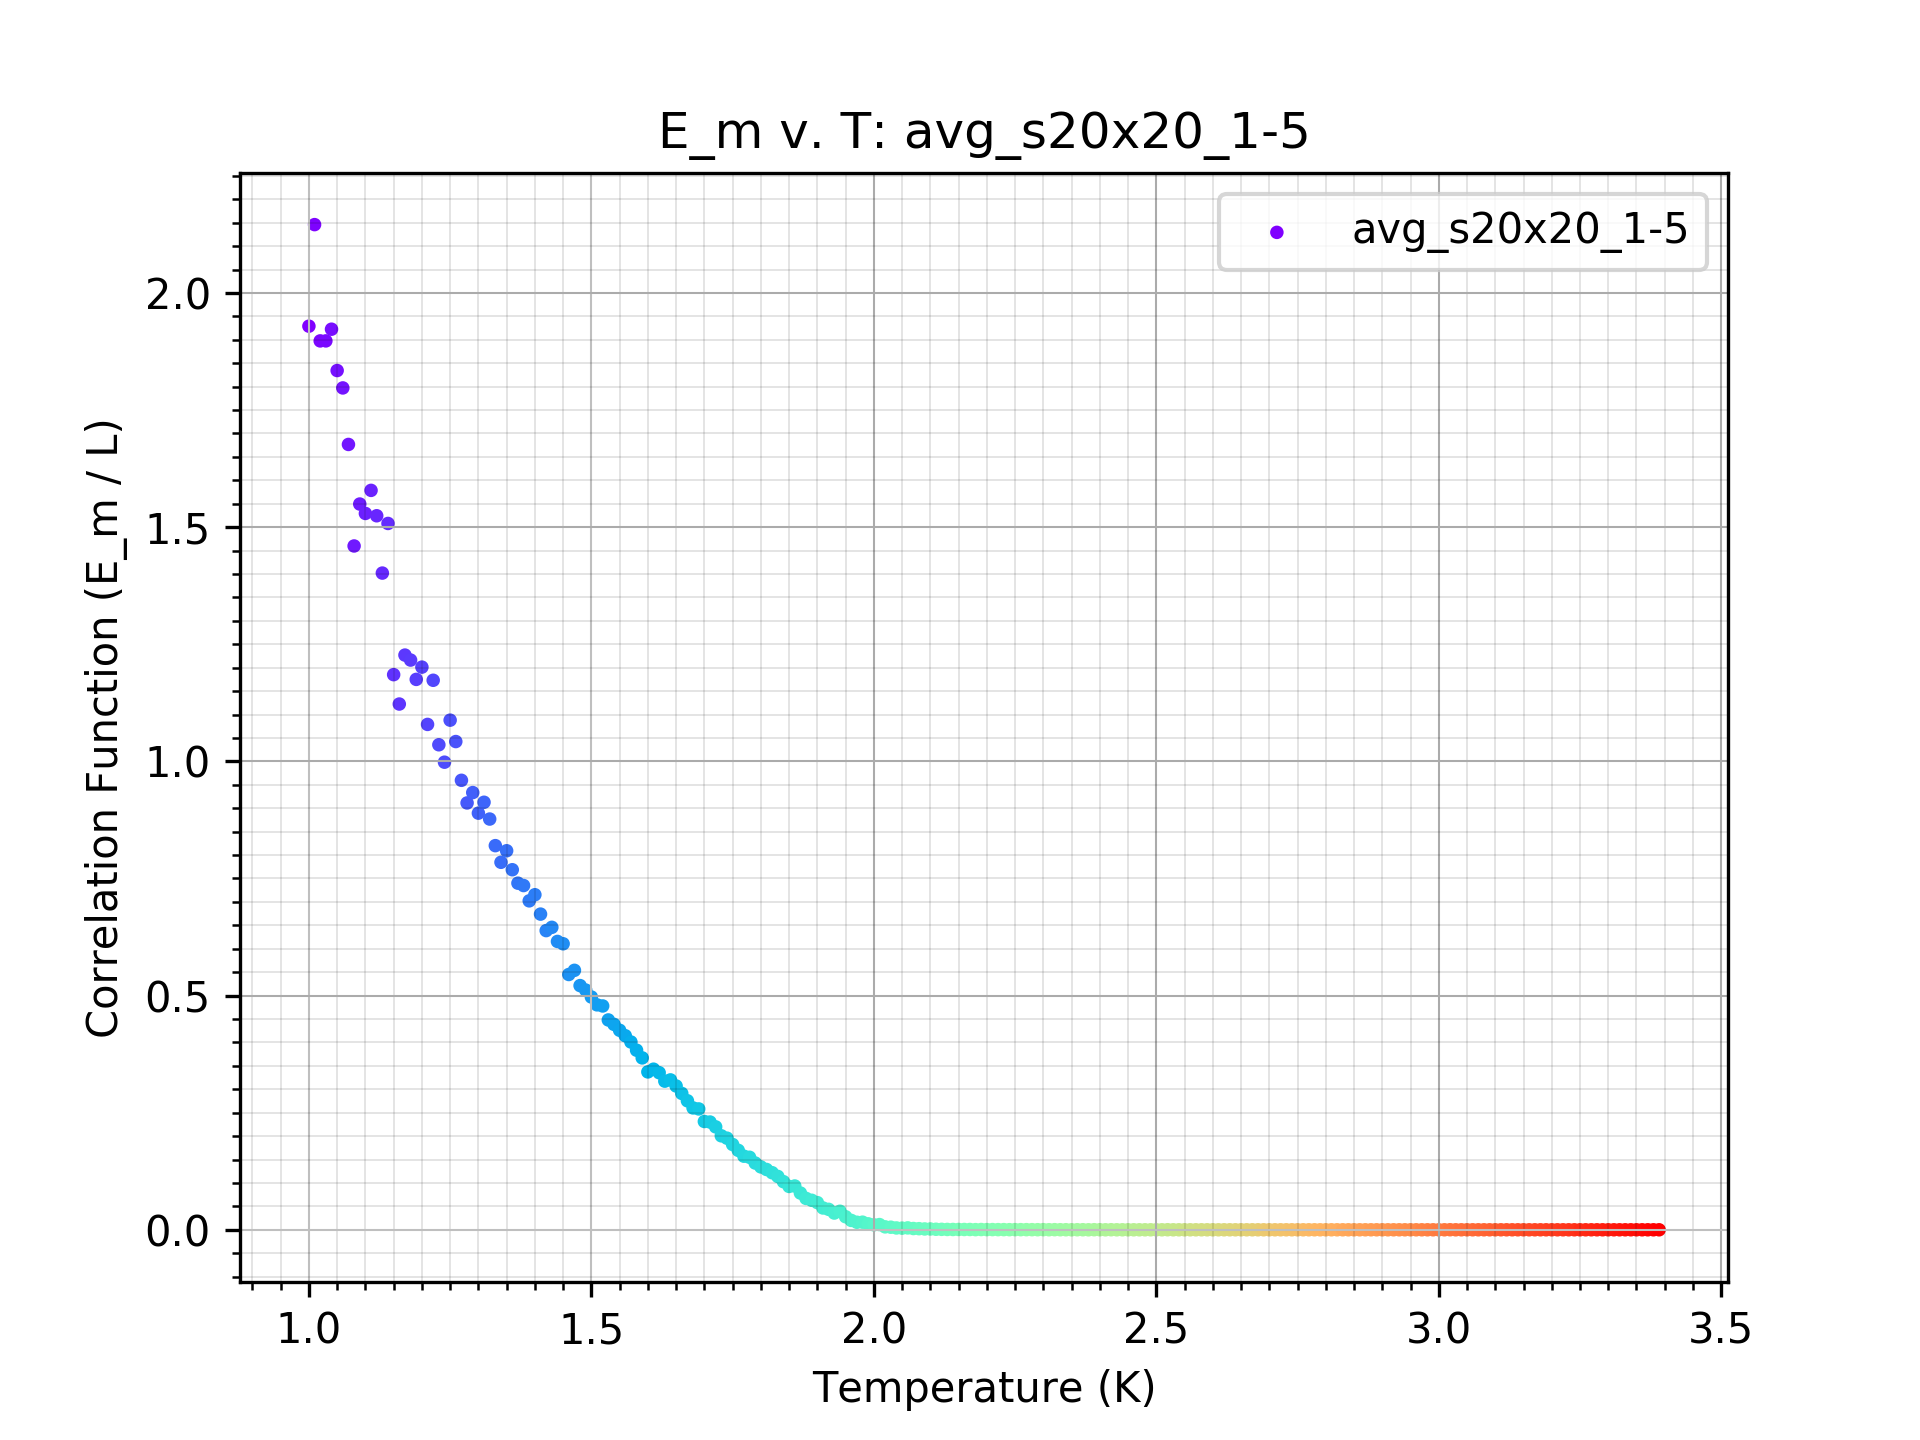 E_m v. T: avg_s20x20_1-5
avg_s20x20_1-5
Correlation Function (E_m / L)
2.0
1.5
1.0
0.5
0.0
1.0 1.5 2.0 2.5 3.0 3.5
Temperature (K)